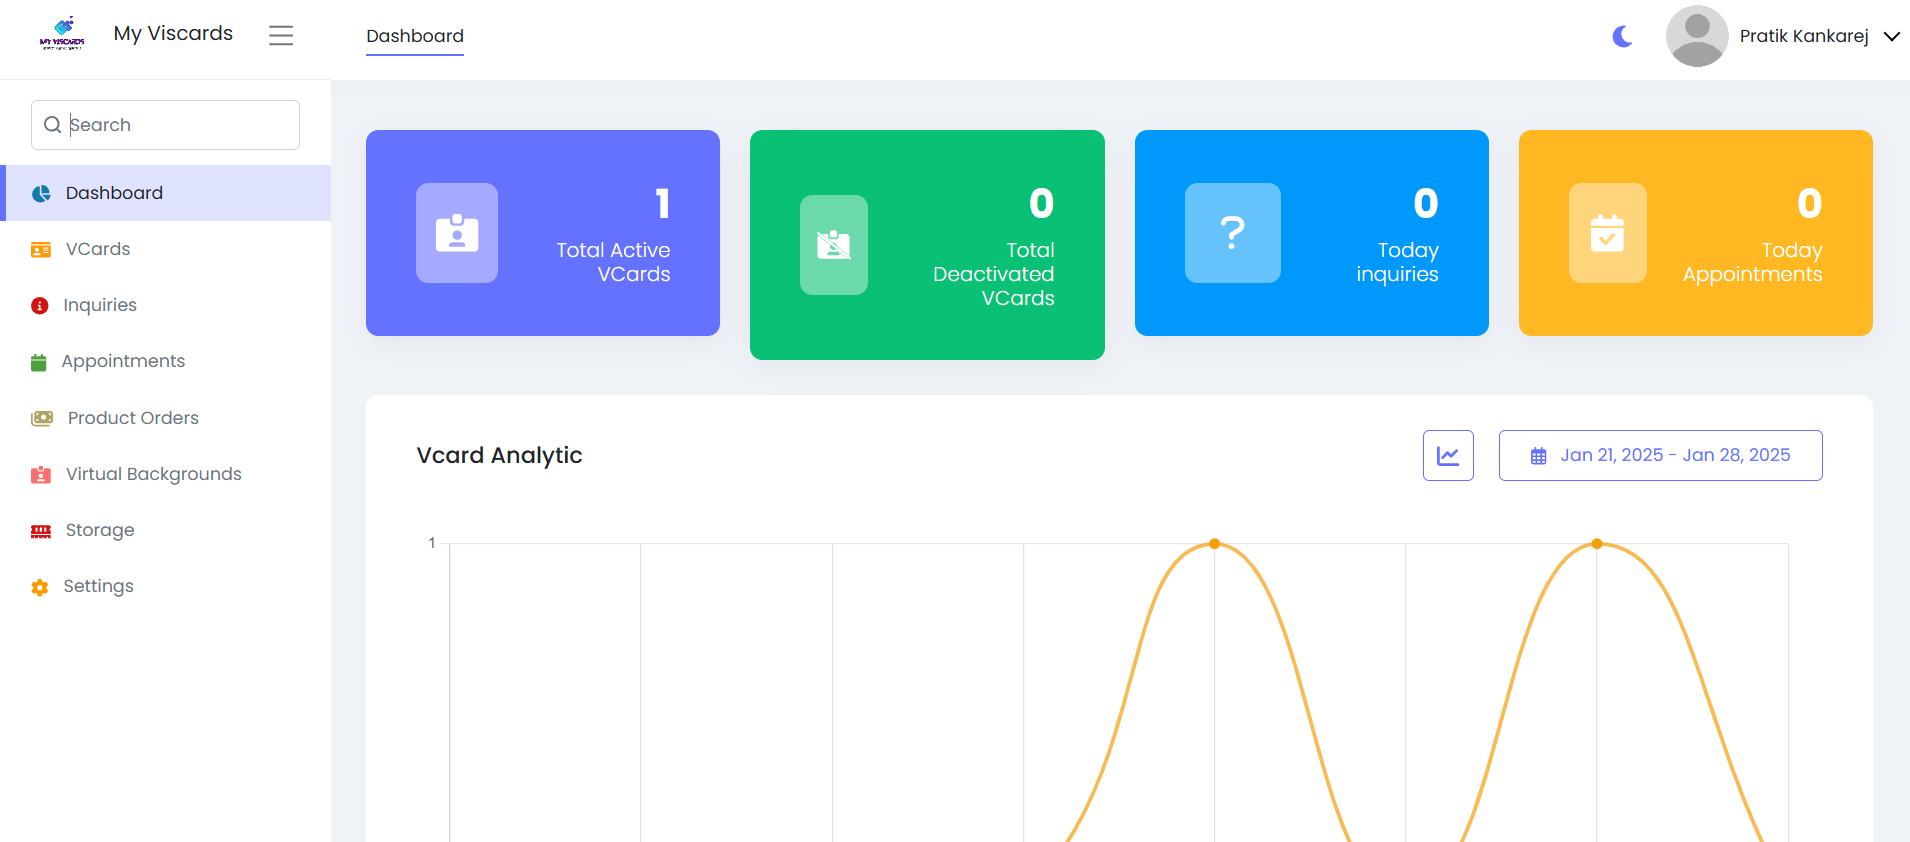 MY VISCARDS
My Viscards
Dashboard
Pratik Kankarej
Search
Dashboard
VCards
Inquiries
Appointments
Product Orders
Virtual Backgrounds
Storage
Settings
1
Total Active
VCards
0
Total
Deactivated
VCards
0
Today
inquiries
0
Today
Appointments
Vcard Analytic
Jan 21, 2025 - Jan 28, 2025
1